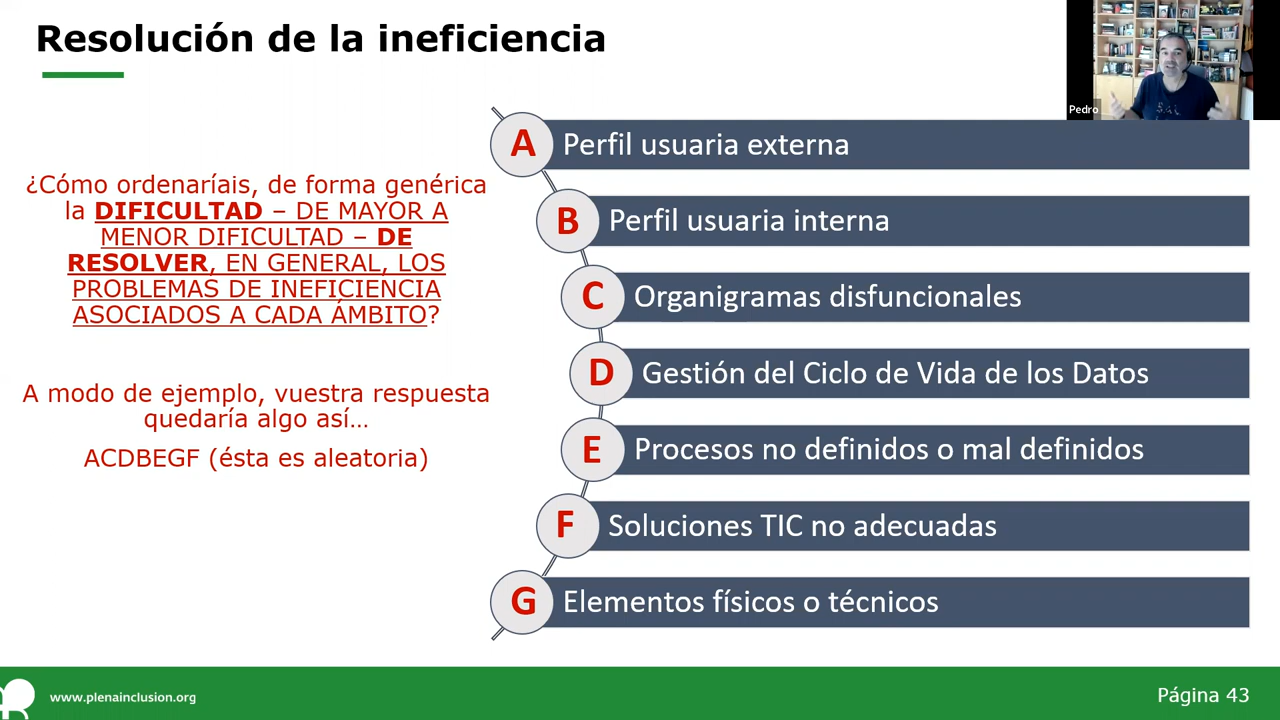 Resolución de la ineficiencia
Pedro
¿Cómo ordenaríais, de forma genérica
la DIFICULTAD – DE MAYOR A
MENOR DIFICULTAD – DE
RESOLVER, EN GENERAL, LOS
PROBLEMAS DE INEFICIENCIA
ASOCIADOS A CADA ÁMBITO?
A modo de ejemplo, vuestra respuesta
quedaría algo así...
ACDBEGF (ésta es aleatoria)
A Perfil usuaria externa
B Perfil usuaria interna
C Organigramas disfuncionales
D Gestión del Ciclo de Vida de los Datos
E Procesos no definidos o mal definidos
F Soluciones TIC no adecuadas
G Elementos físicos o técnicos
www.plenainclusion.org
Página 43